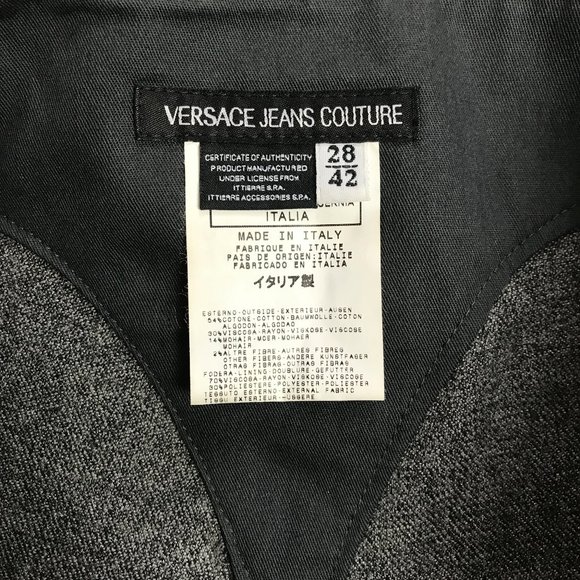 VERSACE JEANS COUTURE
CERTIFICATE OF AUTHENTICITY
PRODUCT MANUFACTURED
UNDER LICENSE FROM
ITTIERRE S.P.A.
ITTIERRE ACCESSORIES S.P.A.
28
42
ITALIA
MADE IN ITALY
FABRIQUE EN ITALIE
PAIS DE ORIGEN:ITALIA
FABRICADO EN ITALIA
イタリア製
ESTERNO-OUTSIDE-EXTERIEUR-AUSEN
54%COTONE-COTTON-BAUMWOLLE-COTON
ALGODON-ALGODAO
30%VISCOSA-RAYON-VISKOSE-VISCOSE
14%MOHAIR-MOER-MOHAER
MOHAIR
2%ALTRE FIBRE-AUTRES FIBRES
OTHER FIBERS-ANDERE KUNSTFASER
OTRAS FIBRAS-OUTRAS FIBRAS
FODERA-LINING-DOUBLURE-GEFUTTER
70%VISCOSA-RAYON-VISKOSE-VISCOSE
30%POLIESTERE-POLYESTER-POLIESTER
TESSUTO ESTERNO-EXTERNAL FABRIC
TISSU EXTERIEUR-USSERE